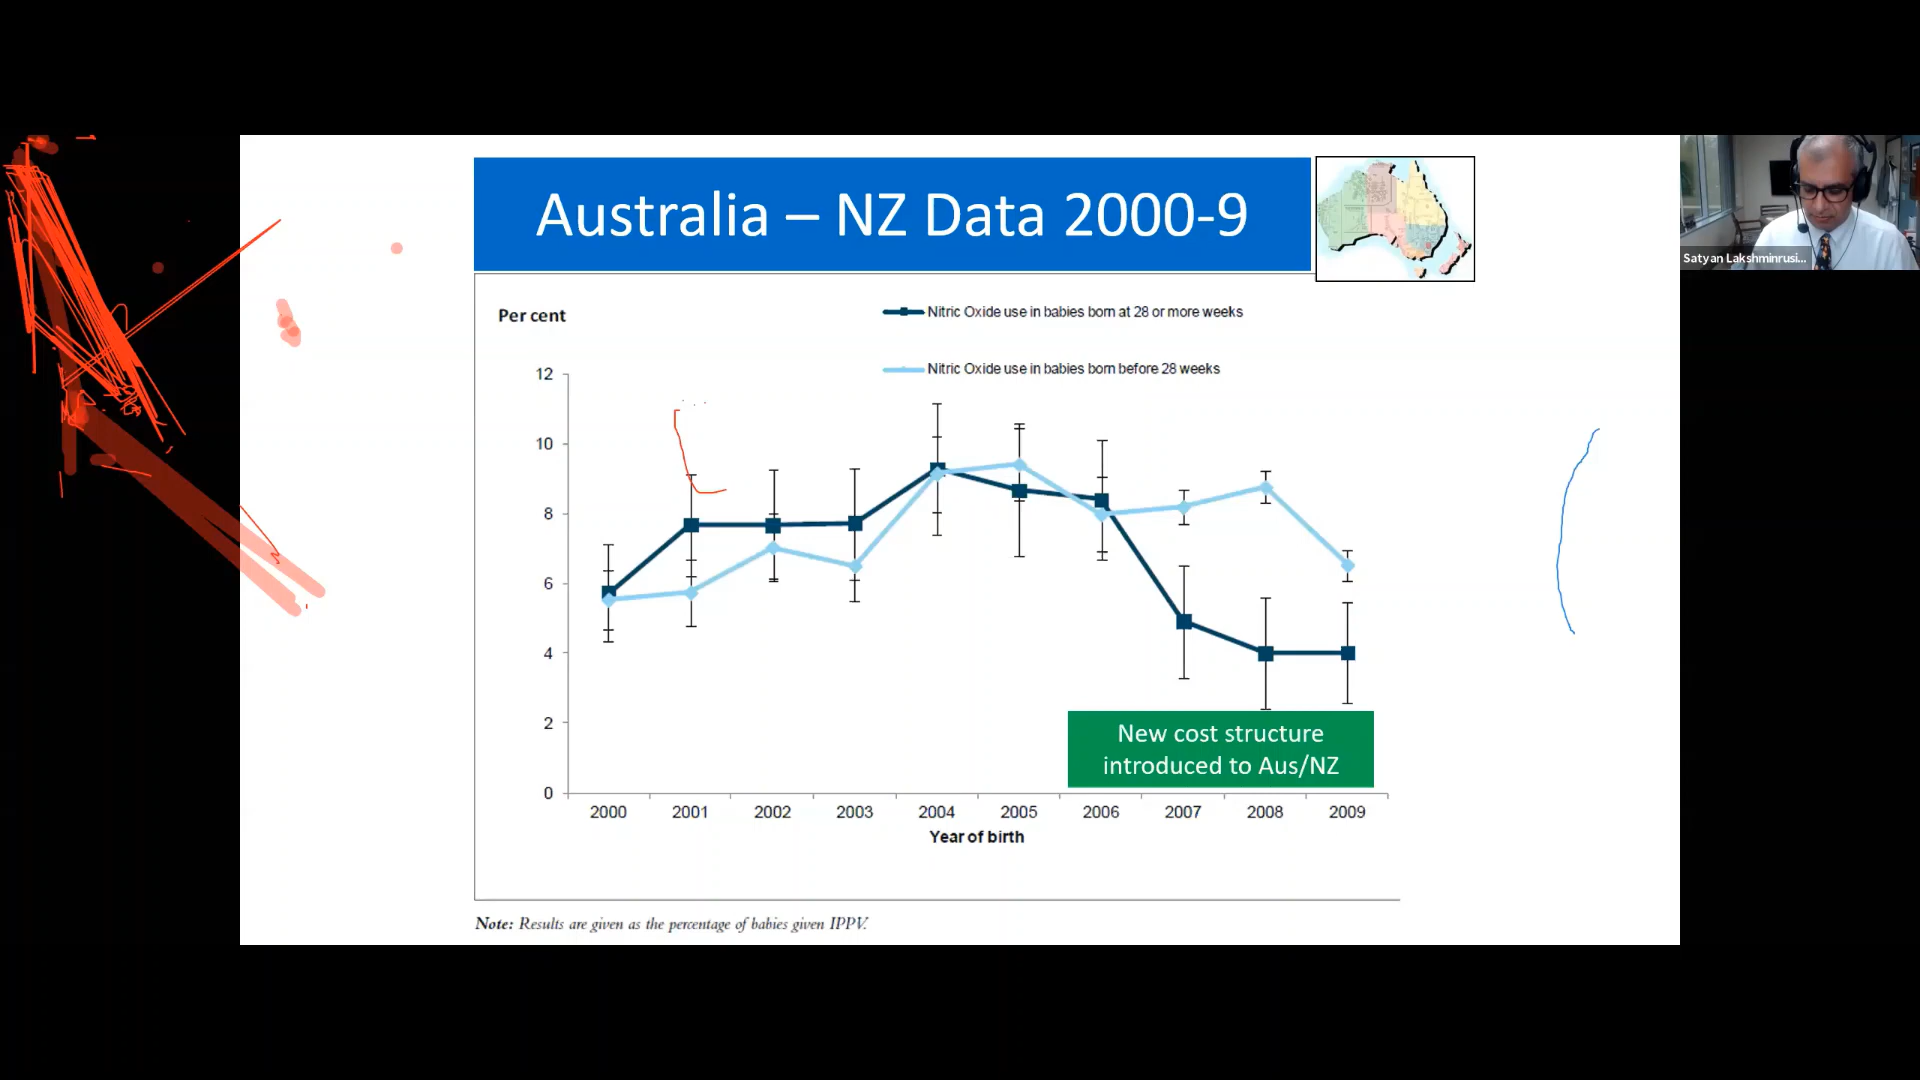 Australia – NZ Data 2000-9
Satyan Lakshminrusi...
Per cent
Nitric Oxide use in babies born at 28 or more weeks
Nitric Oxide use in babies born before 28 weeks
12
10
8
6
4
2
0
New cost structure
introduced to Aus/NZ
2000 2001 2002 2003 2004 2005 2006 2007 2008 2009
Year of birth
Note: Results are given as the percentage of babies given IPPV.